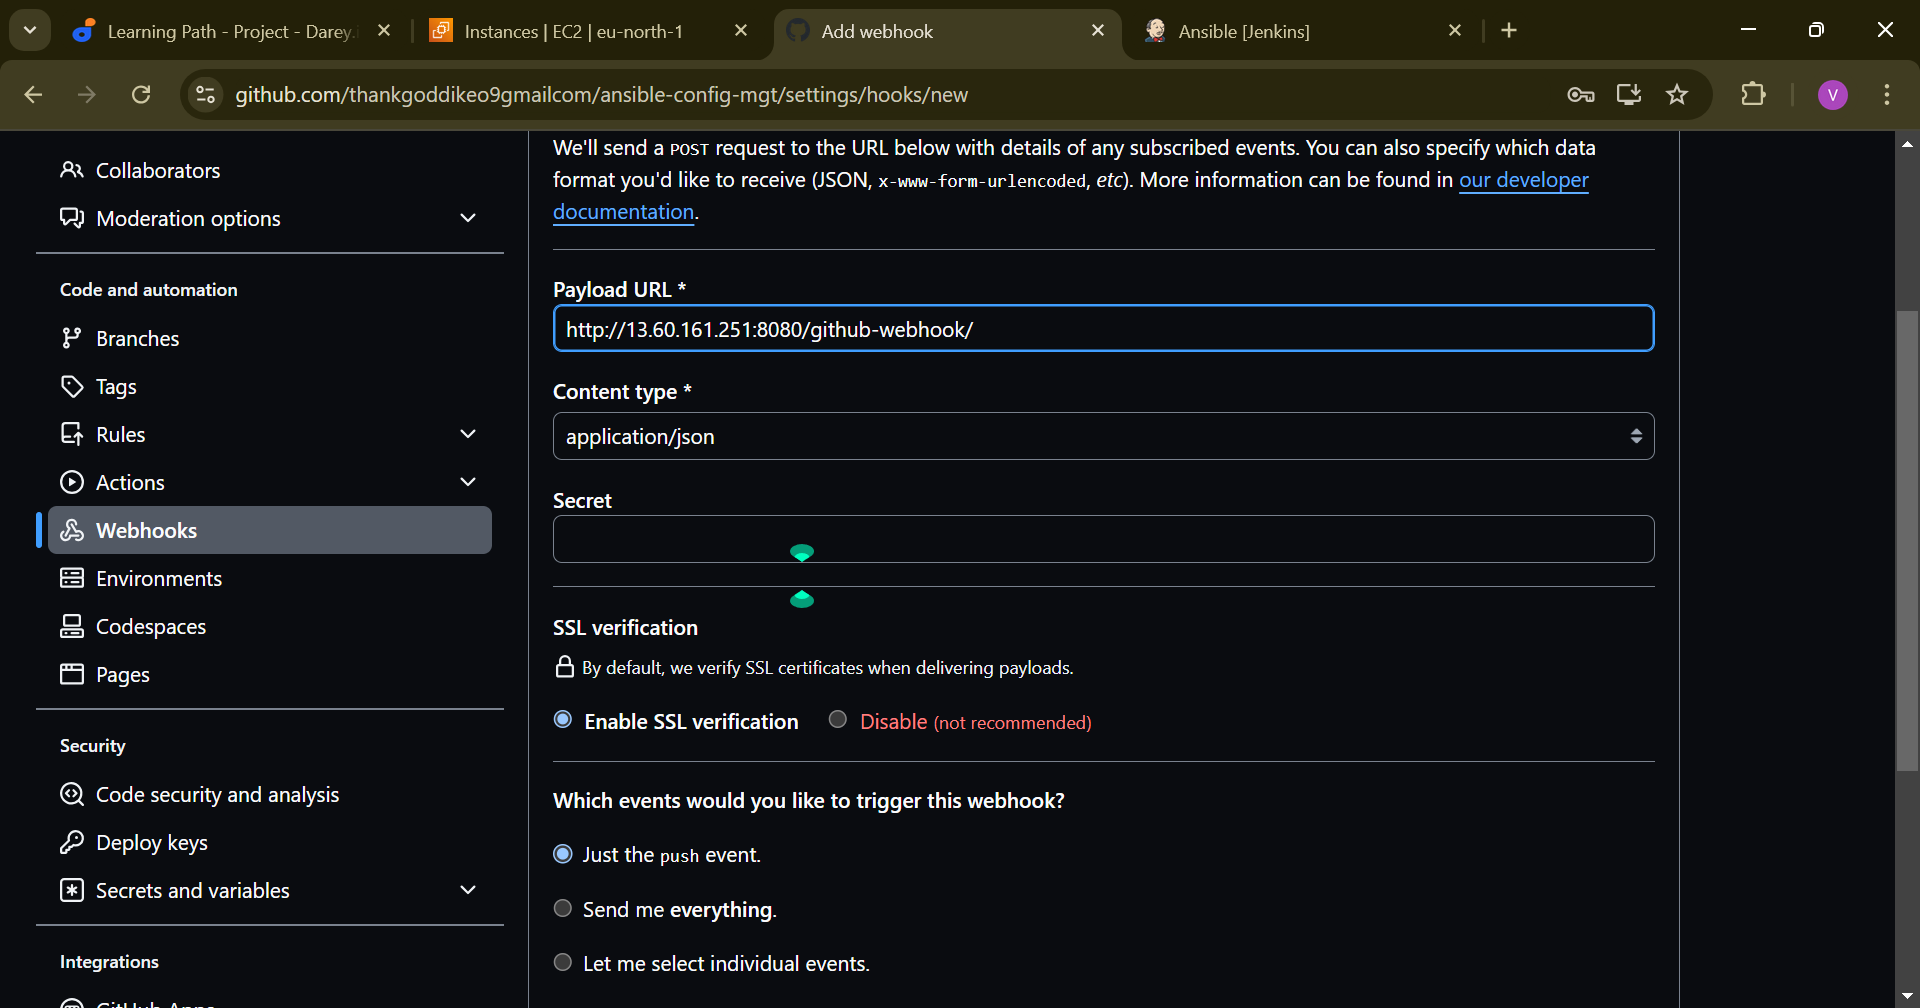 Learning Path - Project - Darey.i
Instances | EC2 | eu-north-1
Add webhook
Ansible [Jenkins]
github.com/thankgoddikeo9gmailcom/ansible-config-mgt/settings/hooks/new
V
Collaborators
Moderation options
Code and automation
Branches
Tags
Rules
Actions
Webhooks
Environments
Codespaces
Pages
Security
Code security and analysis
Deploy keys
Secrets and variables
Integrations
GitHub Apps
We'll send a POST request to the URL below with details of any subscribed events. You can also specify which data
format you'd like to receive (JSON, x-www-form-urlencoded, etc). More information can be found in our developer
documentation.
Payload URL *
http://13.60.161.251:8080/github-webhook/
Content type *
application/json
Secret
SSL verification
By default, we verify SSL certificates when delivering payloads.
Enable SSL verification
Disable (not recommended)
Which events would you like to trigger this webhook?
Just the push event.
Send me everything.
Let me select individual events.